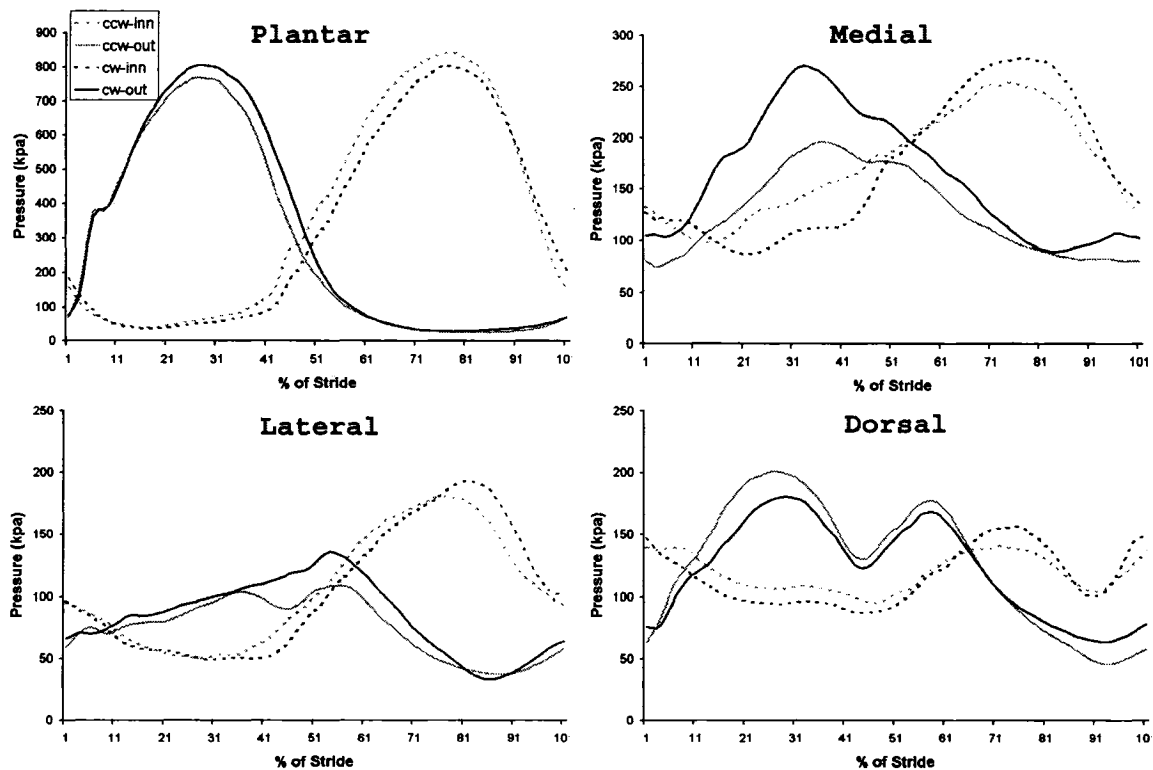 Plantar
ccw-inn
ccw-out
cw-inn
cw-out
900
800
700
600
500
400
300
200
100
0
Pressure (kpa)
1 11 21 31 41 51 61 71 81 91 10
% of Stride
Medial
300
250
200
150
100
50
0
Pressure (kpa)
1 11 21 31 41 51 61 71 81 91 101
% of Stride
Lateral
250
200
150
100
50
0
Pressure (kpa)
1 11 21 31 41 51 61 71 81 91 10
% of Stride
Dorsal
250
200
150
100
50
0
Pressure (kpa)
1 11 21 31 41 51 61 71 81 91 10
% of Stride